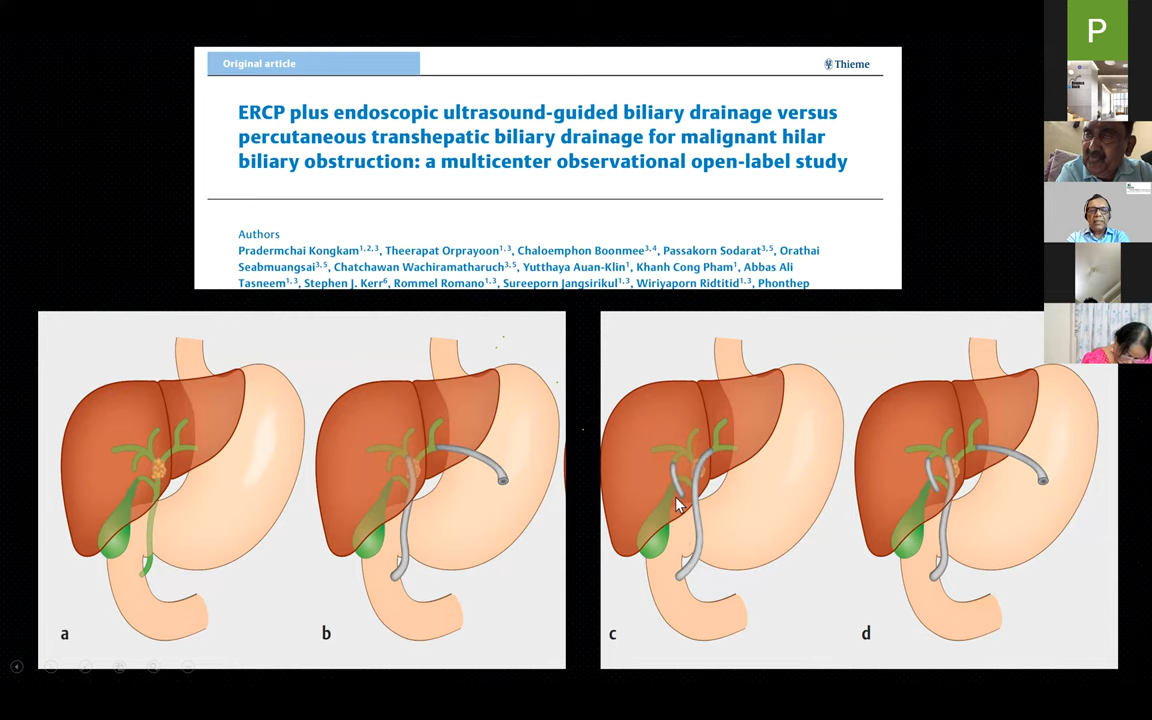 Original article
Thieme
ERCP plus endoscopic ultrasound-guided biliary drainage versus
percutaneous transhepatic biliary drainage for malignant hilar
biliary obstruction: a multicenter observational open-label study
Authors
Pradermchai Kongkam1,2,3, Theerapat Orprayoon1,3, Chaloemphon Boonmee3,4, Passakorn Sodarat3,5, Orathai
Seabmuangsai3,5, Chatchawan Wachiramatharuch3,5, Yutthaya Auan-Klin1, Khanh Cong Pham1, Abbas Ali
Tasneem1,3, Stephen J. Kerr6, Rommel Romano1,3, Sureeporn Jangsirikul1,3, Wiriyaporn Ridtitid1,3, Phonthep
a
b
c
d
P